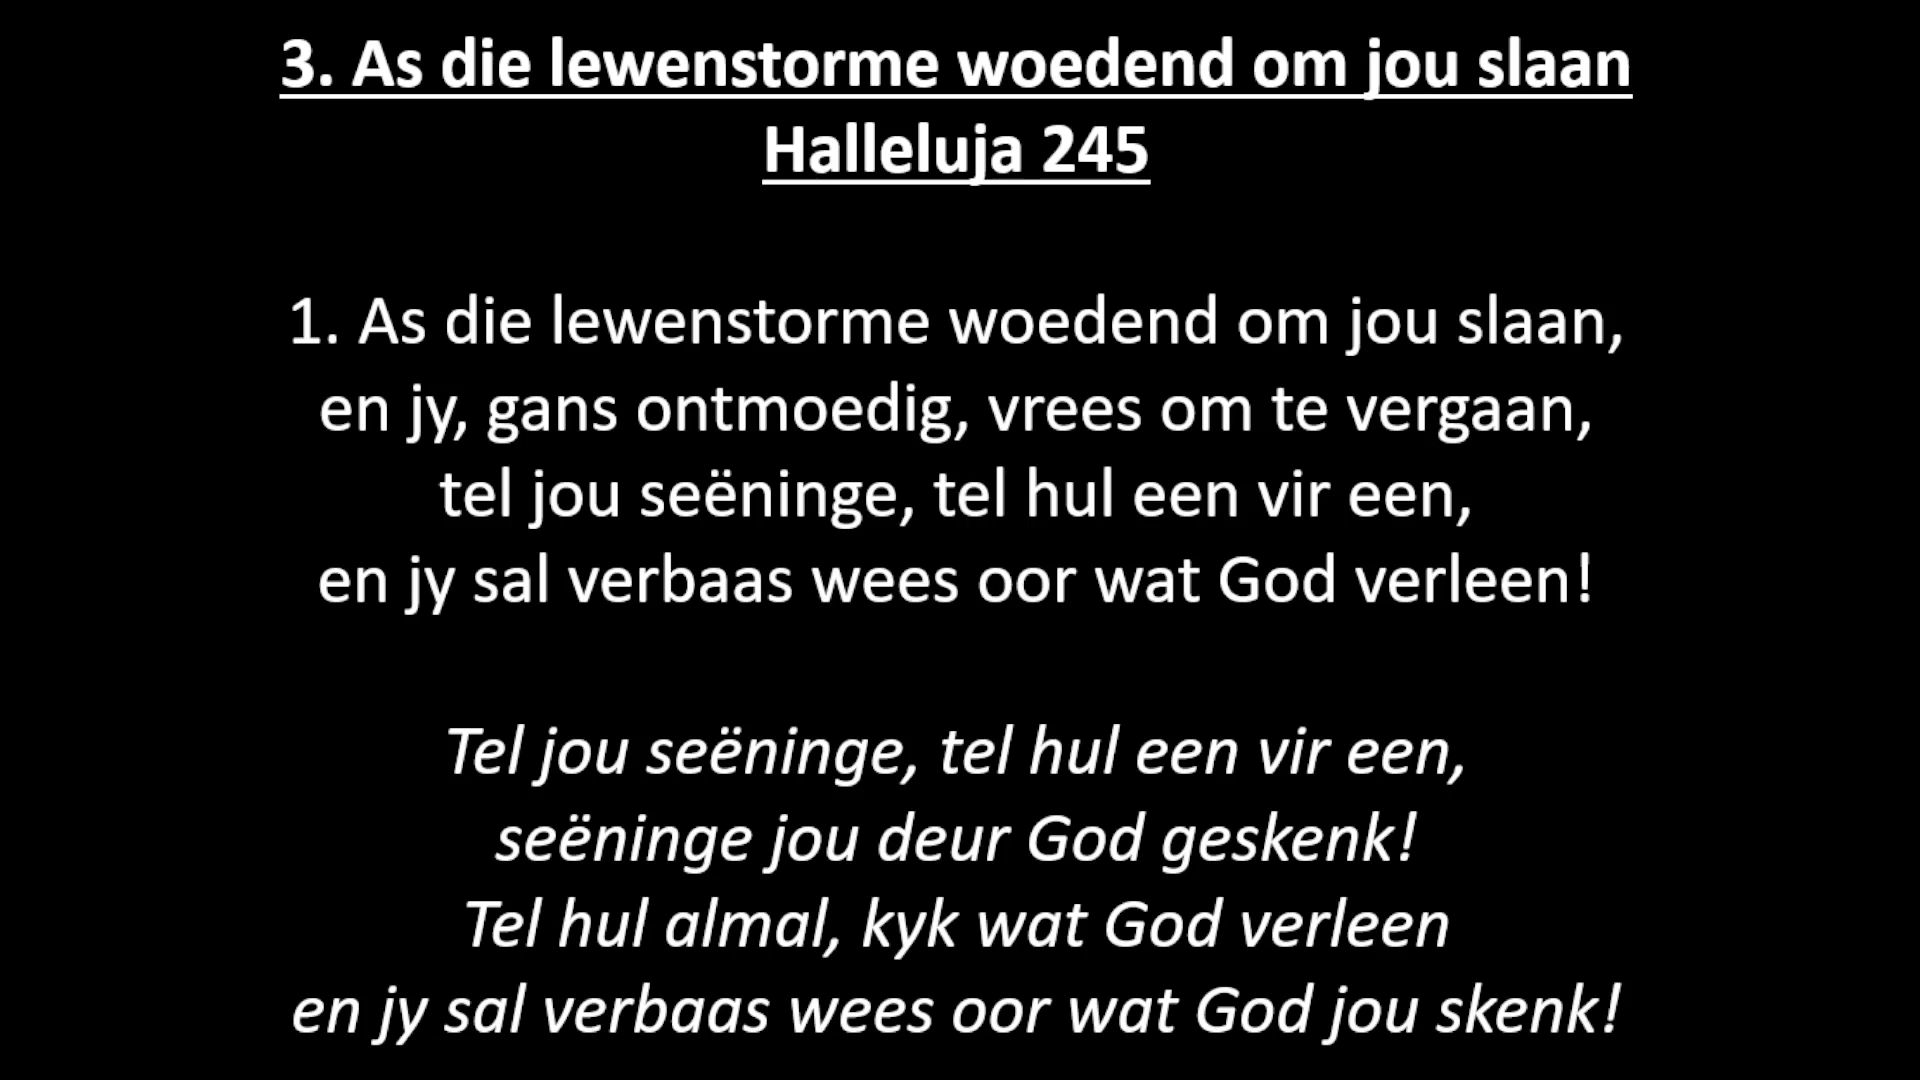 3. As die lewenstorme woedend om jou slaan
Halleluja 245
1. As die lewenstorme woedend om jou slaan,
en jy, gans ontmoedig, vrees om te vergaan,
tel jou seëninge, tel hul een vir een,
en jy sal verbaas wees oor wat God verleen!
Tel jou seëninge, tel hul een vir een,
seëninge jou deur God geskenk!
Tel hul almal, kyk wat God verleen
en jy sal verbaas wees oor wat God jou skenk!